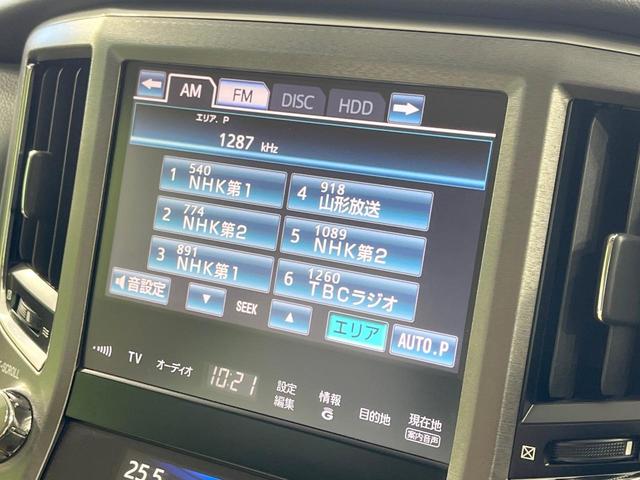 AM FM DISC HDD
エリア. P
1287 kHz
1 540 NHK第1
4 918 山形放送
2 774 NHK第2
5 1089 NHK第2
3 891 NHK第1
6 1260 TBCラジオ
音設定 SEEK エリア AUTO.P
TV オーディオ 10:21 設定編集 情報 G 目的地 現在地 案内音声
25.5